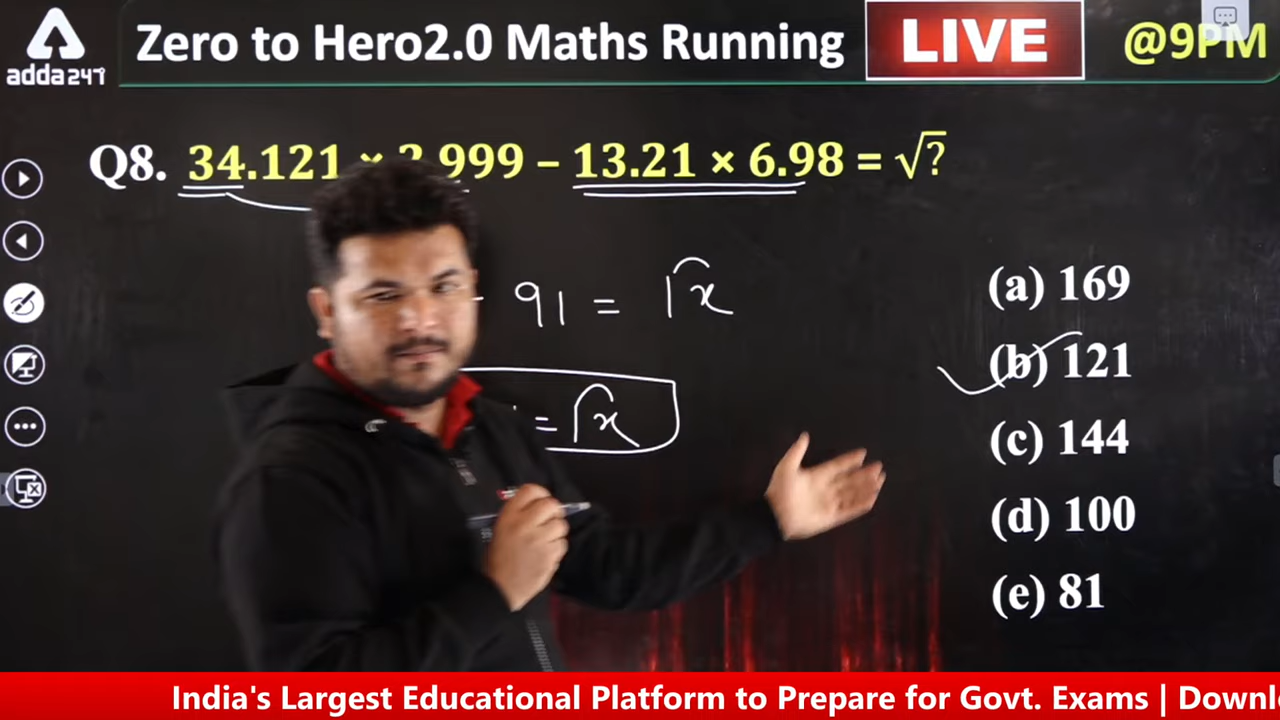 adda247
Zero to Hero2.0 Maths Running LIVE @9PM
Q8. 34.121 × 999 – 13.21 × 6.98 = √?
91 = √x
= √x
(a) 169
(b) 121
(c) 144
(d) 100
(e) 81
India's Largest Educational Platform to Prepare for Govt. Exams |